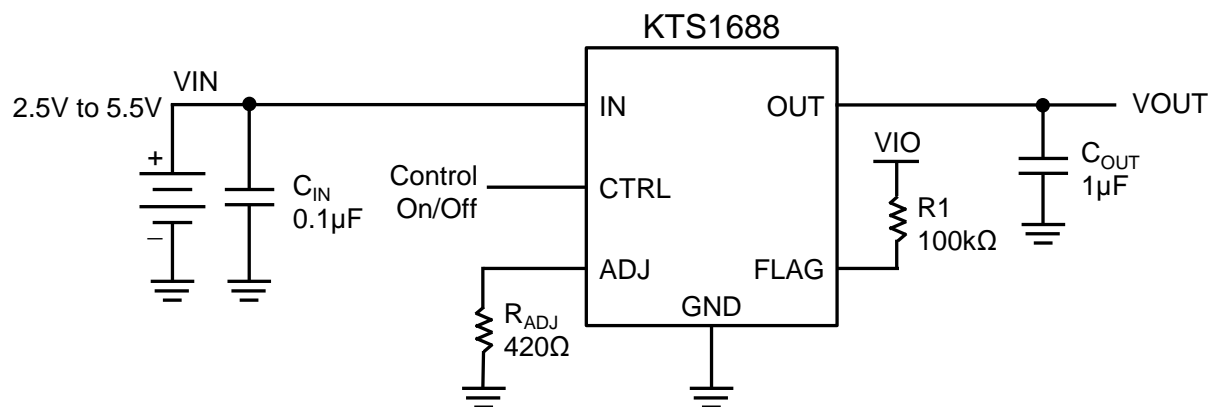 KTS1688
VIN
2.5V to 5.5V
IN
OUT
VOUT
VIO
+
–
C_IN
0.1µF
Control
On/Off
CTRL
R1
100kΩ
C_OUT
1µF
ADJ
FLAG
GND
R_ADJ
420Ω